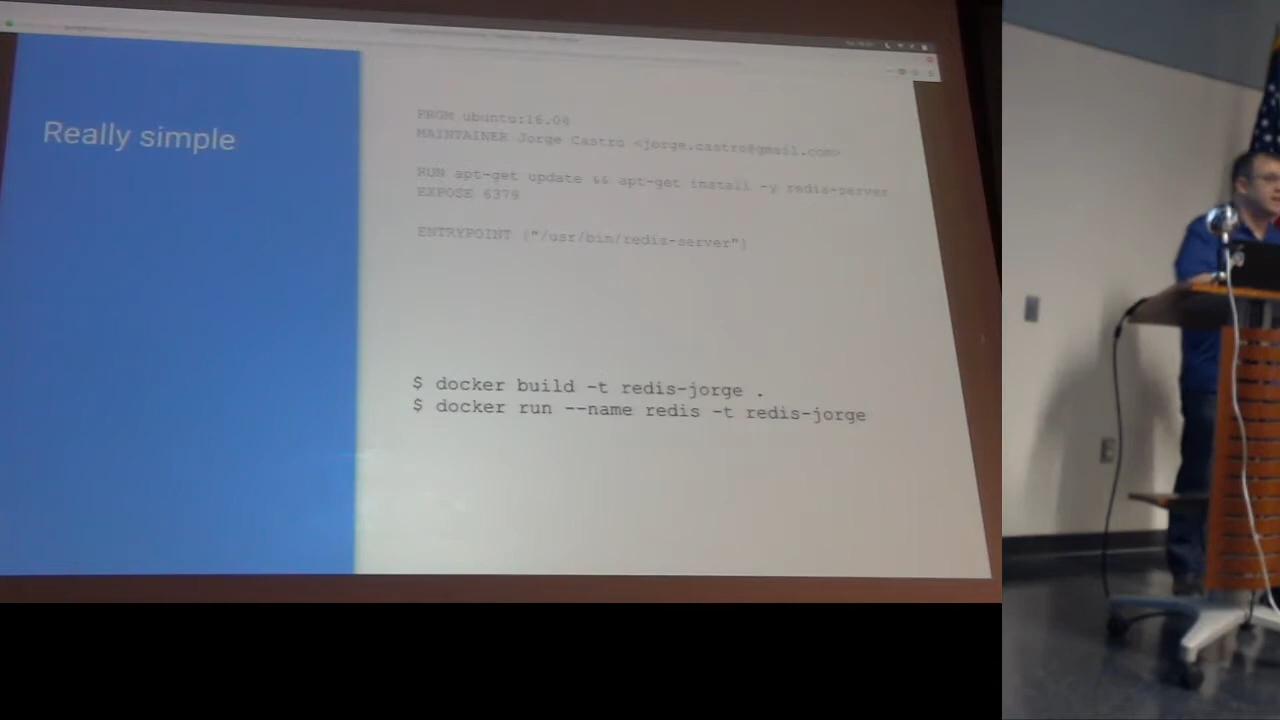 Really simple
FROM ubuntu:16.04
MAINTAINER Jorge Castro <jorge.castro@gmail.com>
RUN apt-get update && apt-get install -y redis-server
EXPOSE 6379
ENTRYPOINT ["/usr/bin/redis-server"]
$ docker build -t redis-jorge .
$ docker run --name redis -t redis-jorge